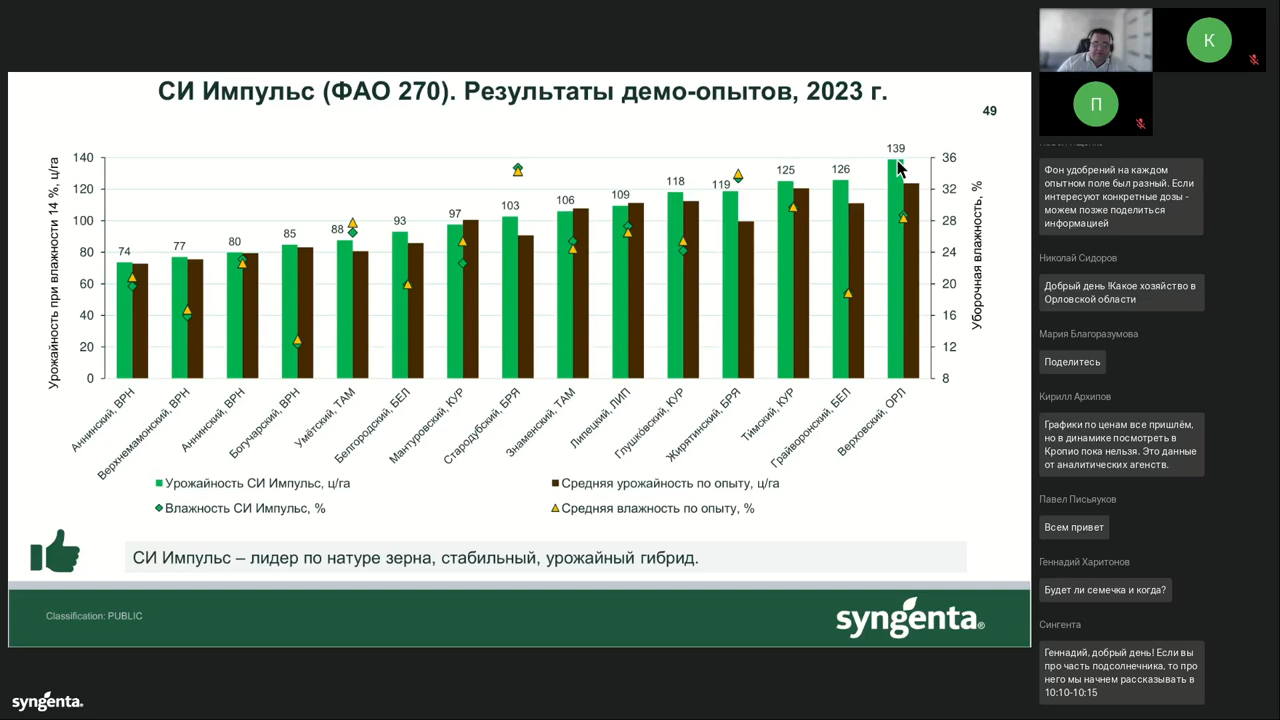 СИ Импульс (ФАО 270). Результаты демо-опытов, 2023 г.
49
Урожайность при влажности 14 %, ц/га
140
120
100
80
60
40
20
0
74
77
80
85
88
93
97
103
106
109
118
119
125
126
139
36
32
28
24
20
16
12
8
Уборочная влажность, %
Аннинский, ВРН
Верхнемамонский, ВРН
Аннинский, ВРН
Богучарский, ВРН
Умётский, ТАМ
Белгородский, БЕЛ
Мантуровский, КУР
Стародубский, БРЯ
Знаменский, ТАМ
Липецкий, ЛИП
Глушко́вский, КУР
Жирятинский, БРЯ
Ти́мский, КУР
Грайворонский, БЕЛ
Верховский, ОРЛ
Урожайность СИ Импульс, ц/га
Средняя урожайность по опыту, ц/га
Влажность СИ Импульс, %
Средняя влажность по опыту, %
СИ Импульс – лидер по натуре зерна, стабильный, урожайный гибрид.
Classification: PUBLIC
syngenta®
syngenta.
К
П
Фон удобрений на каждом
опытном поле был разный. Если
интересуют конкретные дозы -
можем позже поделиться
информацией
Николай Сидоров
Добрый день !Какое хозяйство в
Орловской области
Мария Благоразумова
Поделитесь
Кирилл Архипов
Графики по ценам все пришлём,
но в динамике посмотреть в
Кропио пока нельзя. Это данные
от аналитических агенств.
Павел Письяуков
Всем привет
Геннадий Харитонов
Будет ли семечка и когда?
Сингента
Геннадий, добрый день! Если вы
про часть подсолнечника, то про
него мы начнем рассказывать в
10:10-10:15